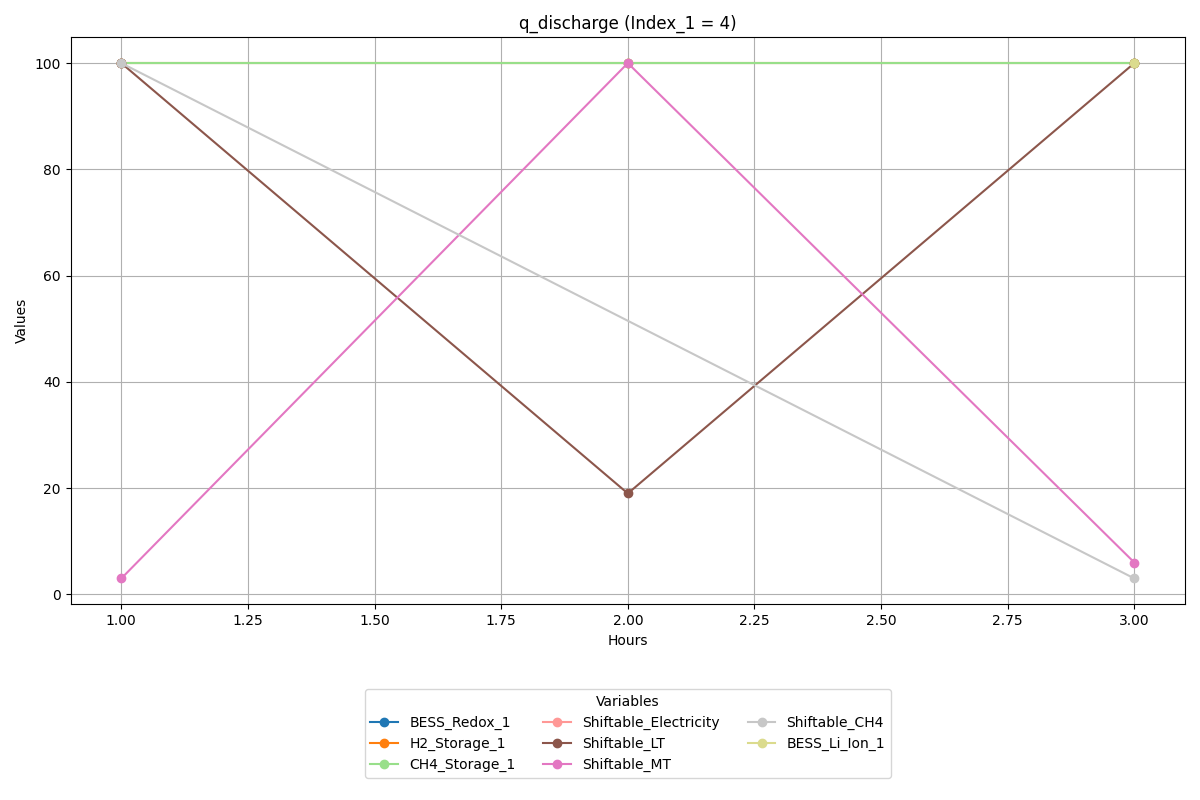 q_discharge (Index_1 = 4)
Values
100
80
60
40
20
0
1.00 1.25 1.50 1.75 2.00 2.25 2.50 2.75 3.00
Hours
Variables
BESS_Redox_1 Shiftable_Electricity Shiftable_CH4
H2_Storage_1 Shiftable_LT BESS_Li_Ion_1
CH4_Storage_1 Shiftable_MT